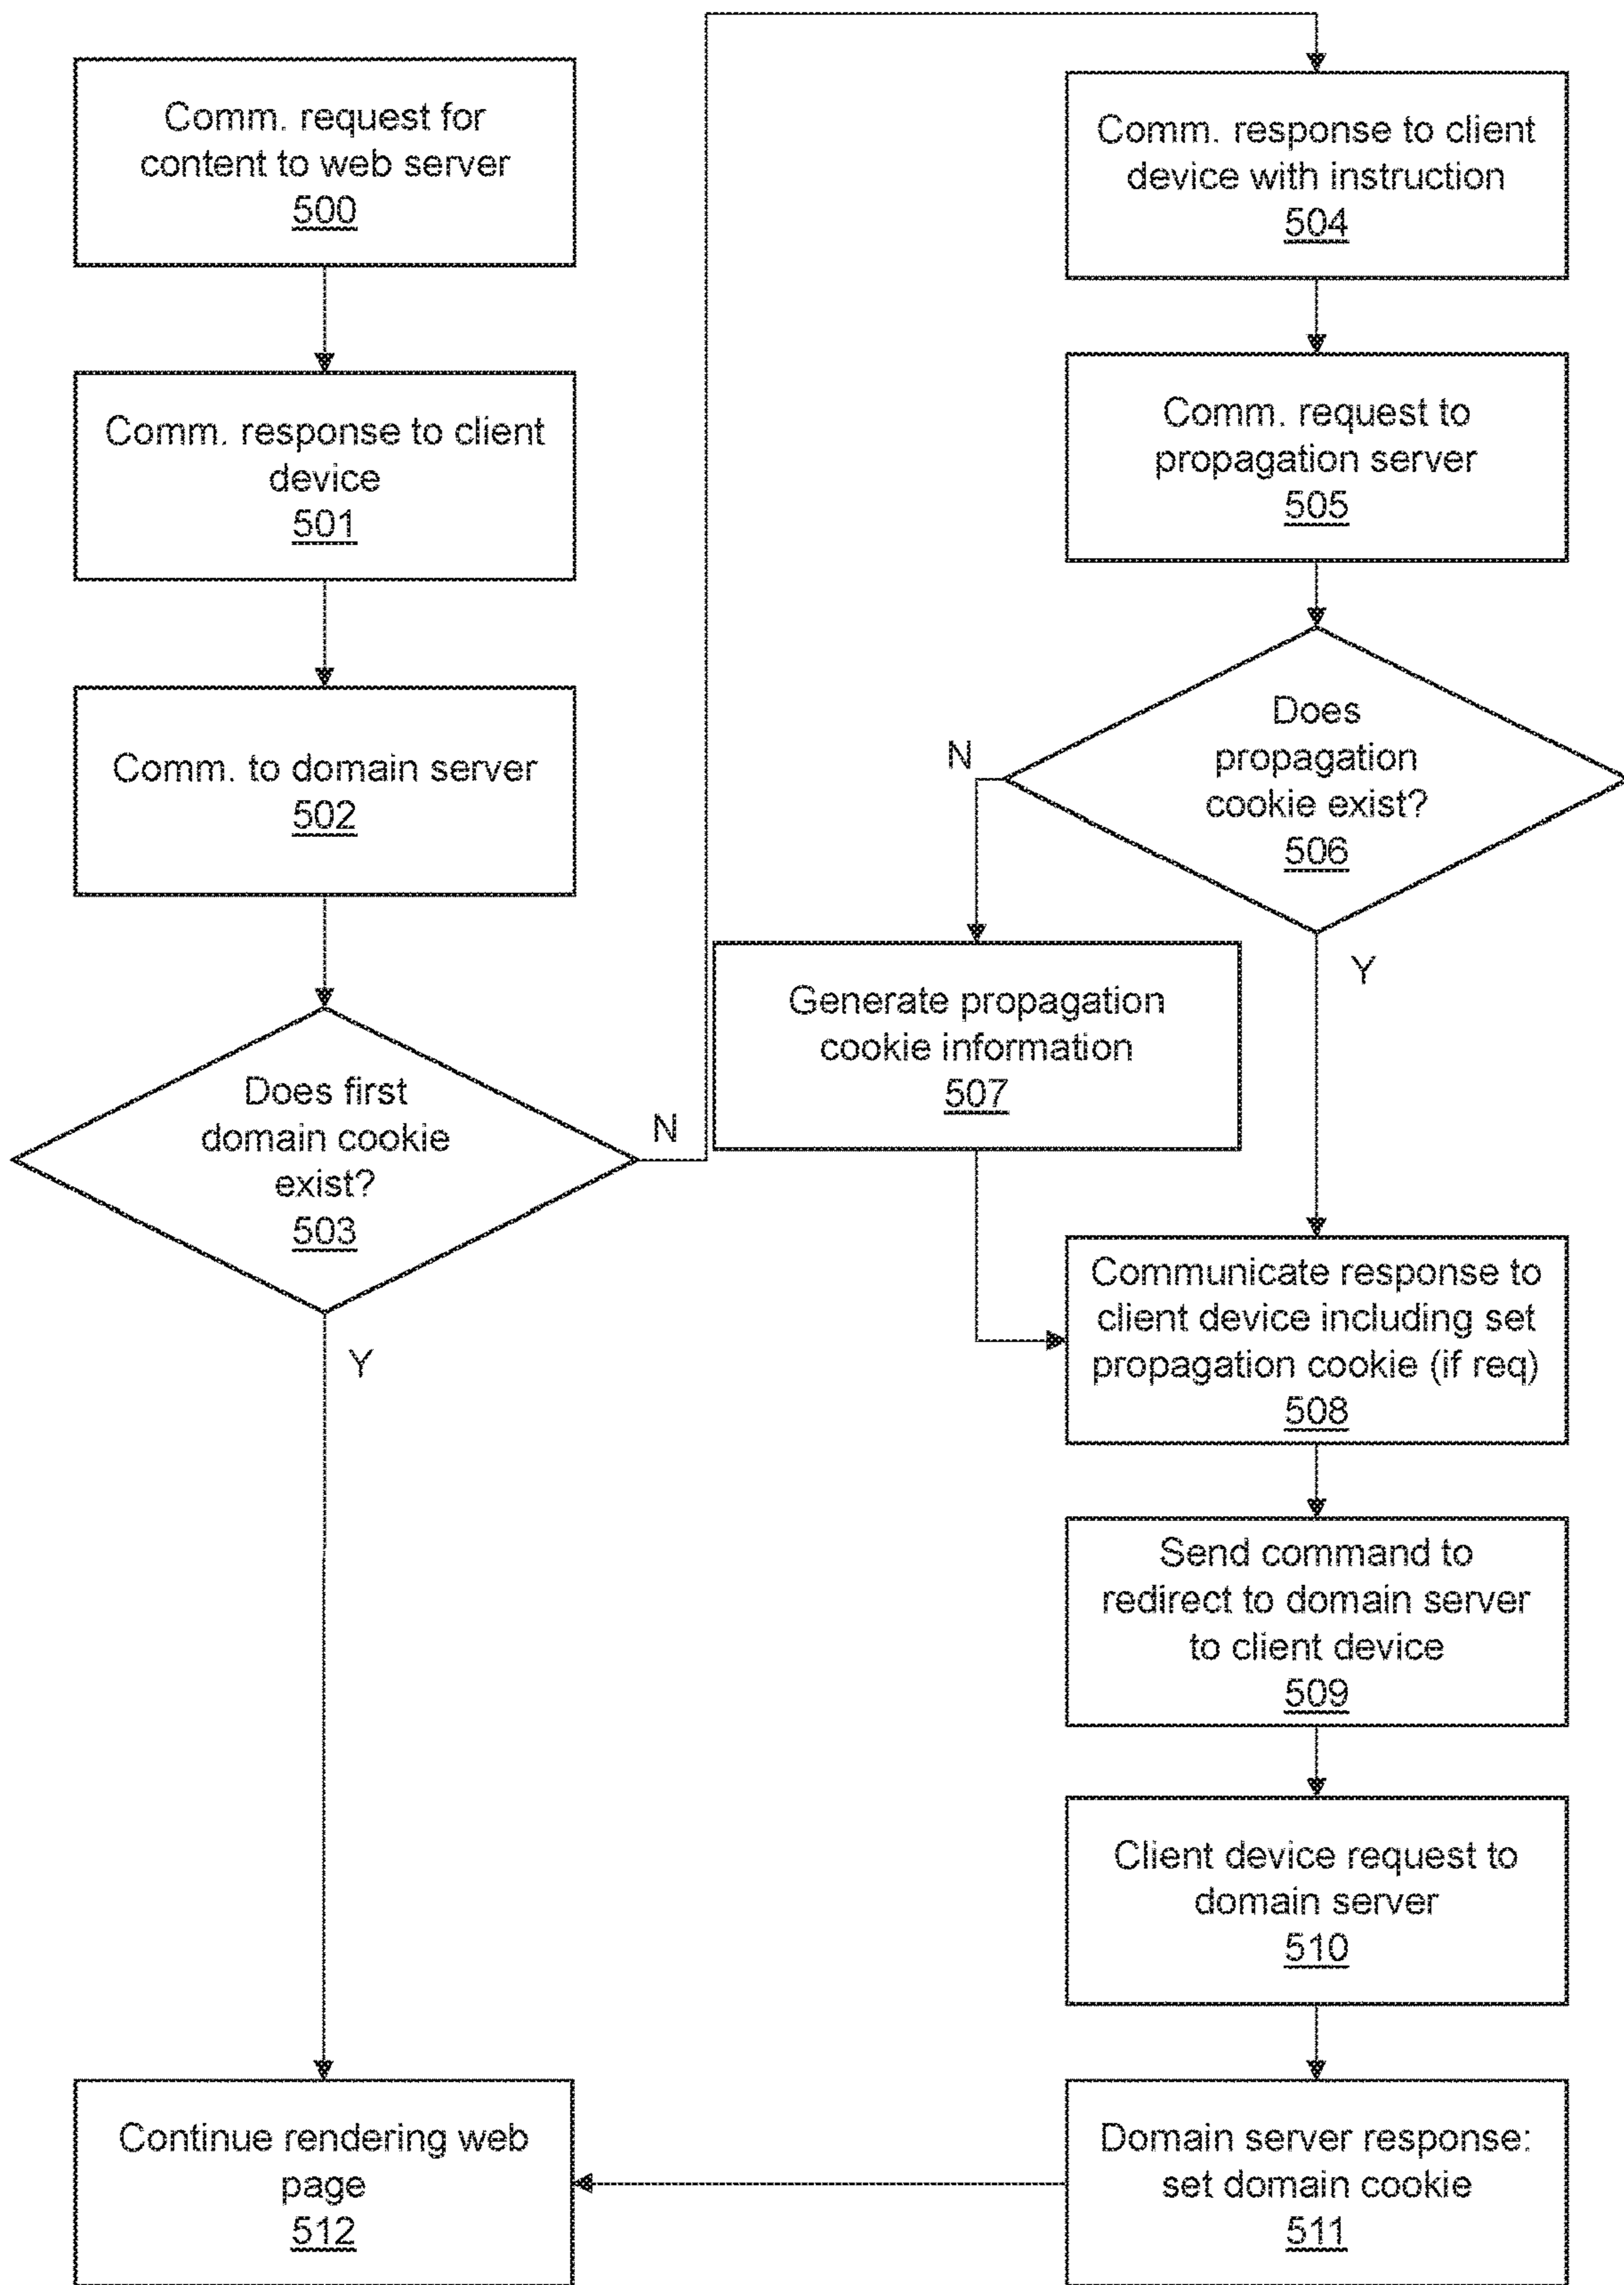 Comm. request for
content to web server
500
Comm. response to client
device
501
Comm. to domain server
502
Does first
domain cookie
exist?
503
N
Y
Continue rendering web
page
512
Comm. response to client
device with instruction
504
Comm. request to
propagation server
505
Does
propagation
cookie exist?
506
N
Y
Generate propagation
cookie information
507
Communicate response to
client device including set
propagation cookie (if req)
508
Send command to
redirect to domain server
to client device
509
Client device request to
domain server
510
Domain server response:
set domain cookie
511